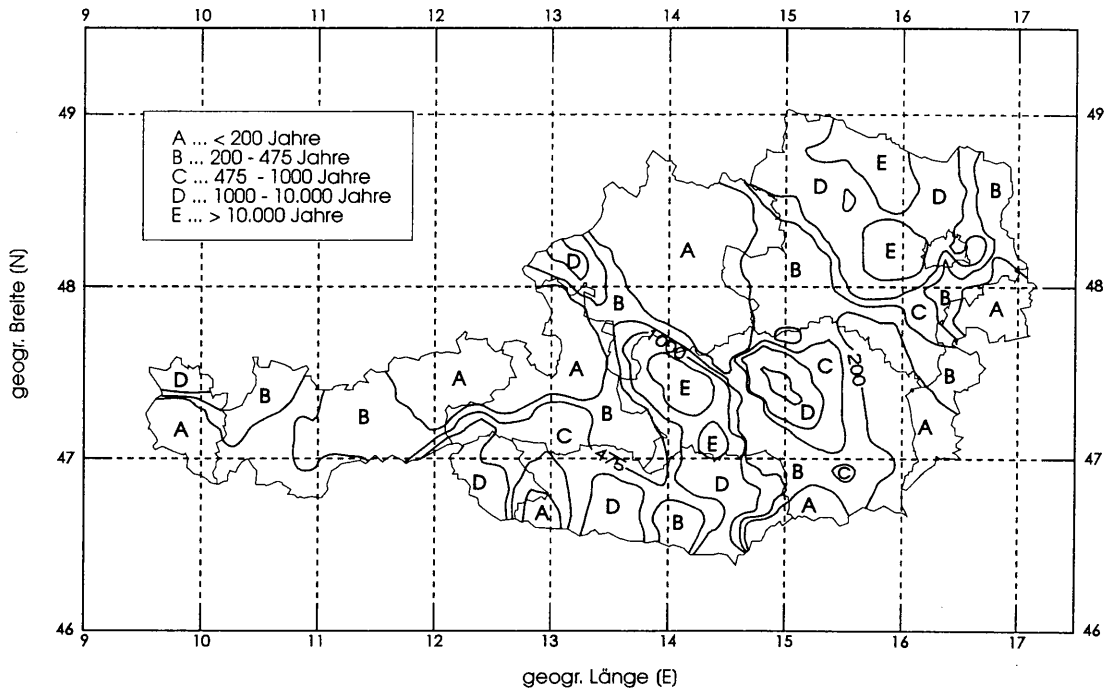 9 10 11 12 13 14 15 16 17
49 49
A ... < 200 Jahre
B ... 200 - 475 Jahre
C ... 475 - 1000 Jahre
D ... 1000 - 10.000 Jahre
E ... > 10.000 Jahre
E
D D B
A
D E
B
48 48
B C B A
1000
A C 200
D A E
B B D B
B A
A C
E
475 47 47
B C
D D D A
A B
46 46
9 10 11 12 13 14 15 16 17
geogr. Länge (E)
geogr. Breite (N)